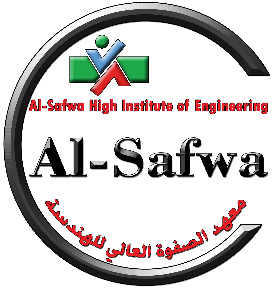 Al-Safwa High Institute of Engineering
Al-Safwa
معهد الصفوة العالي للهندسة